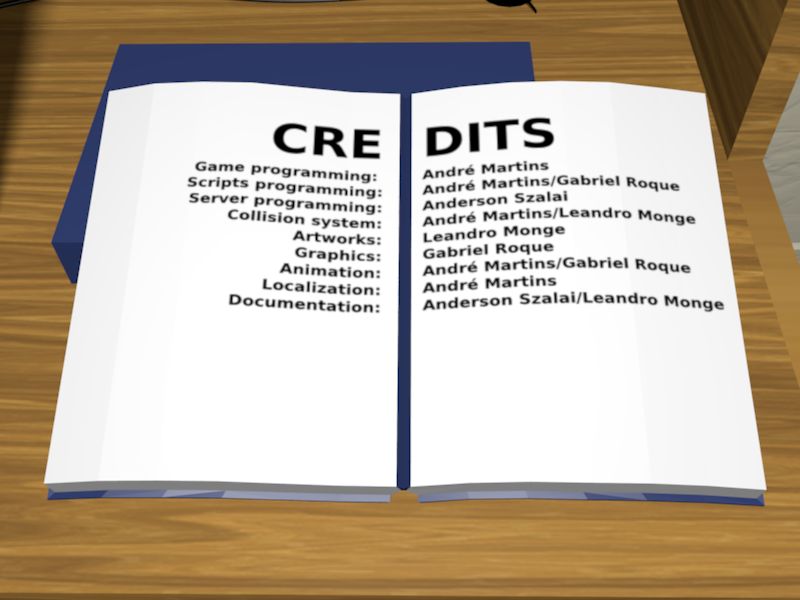 CREDITS
Game programming: André Martins
Scripts programming: André Martins/Gabriel Roque
Server programming: Anderson Szalai
Collision system: André Martins/Leandro Monge
Artworks: Leandro Monge
Graphics: Gabriel Roque
Animation: André Martins/Gabriel Roque
Localization: André Martins
Documentation: Anderson Szalai/Leandro Monge